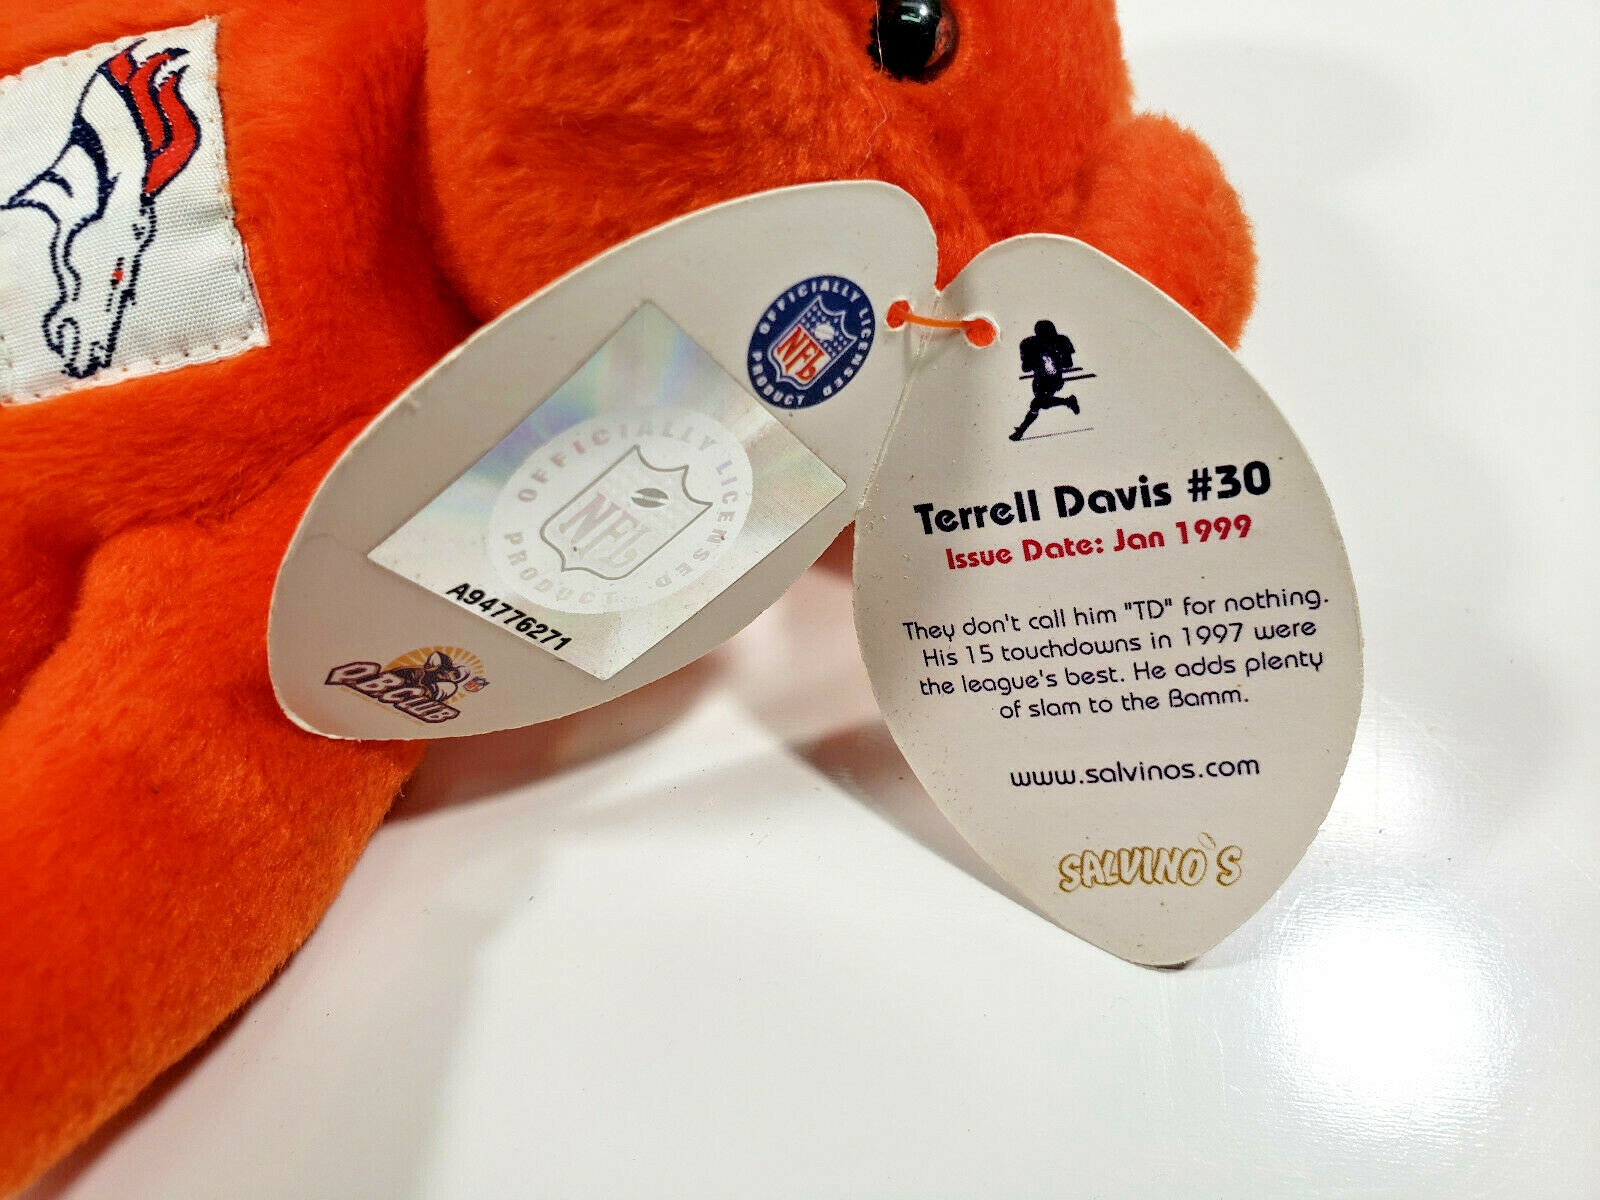 OFFICIALLY LICENSED PRODUCT
NFL
OFFICIALLY LICENSED PRODUCT
NFL
A94776271
QB CLUB
Terrell Davis #30
Issue Date: Jan 1999
They don't call him "TD" for nothing.
His 15 touchdowns in 1997 were
the league's best. He adds plenty
of slam to the Bamm.
www.salvinos.com
SALVINO'S